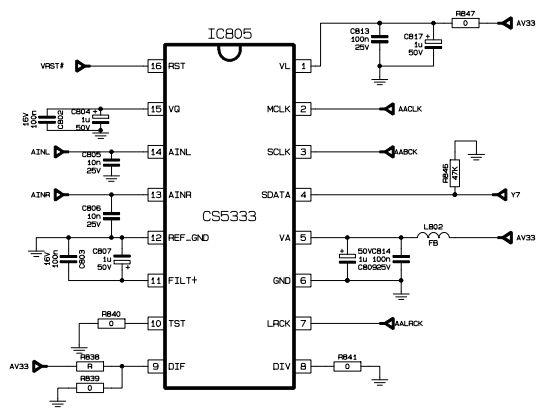 IC805
R847
0
AV33
C813
100n
25V
C817
1u
50V
VRST#
16 RST
VL 1
16V
100n
C802
C804
1u
50V
15 VQ
MCLK 2
AACLK
AINL
C805
10n
25V
14 AINL
SCLK 3
AABCK
R846
47K
AINR
C806
10n
25V
13 AINR
SDATA 4
Y7
CS5333
12 REF_GND
VA 5
L802
FB
AV33
16V
100n
C803
C807
1u
50V
50VC814
1u 100n
C80925V
11 FILT+
GND 6
R840
0
10 TST
LRCK 7
AALRCK
AV33
R838
R
9 DIF
DIV 8
R841
0
R839
0